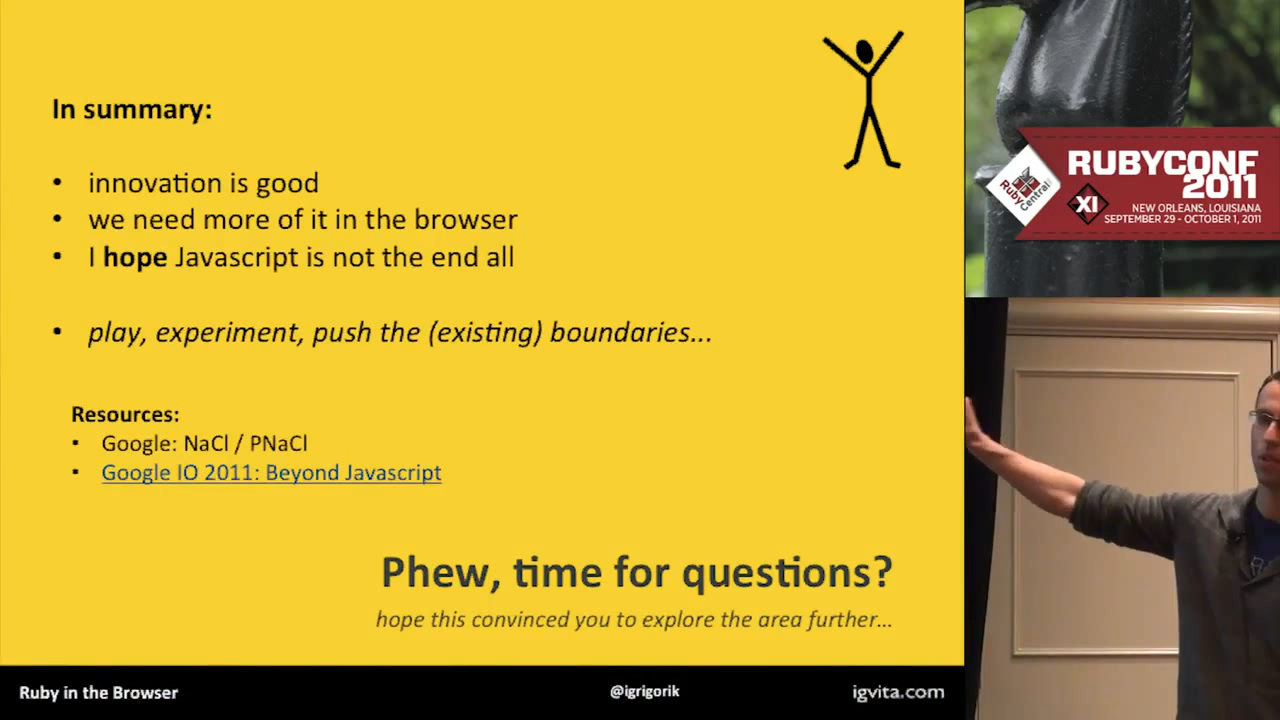 In summary:
• innovation is good
• we need more of it in the browser
• I hope Javascript is not the end all
• play, experiment, push the (existing) boundaries...
Resources:
▪ Google: NaCl / PNaCl
▪ Google IO 2011: Beyond Javascript
Phew, time for questions?
hope this convinced you to explore the area further...
Ruby in the Browser
@igrigorik
igvita.com
RUBYCONF
2011
RubyCentral
XI
NEW ORLEANS, LOUISIANA
SEPTEMBER 29 - OCTOBER 1, 2011